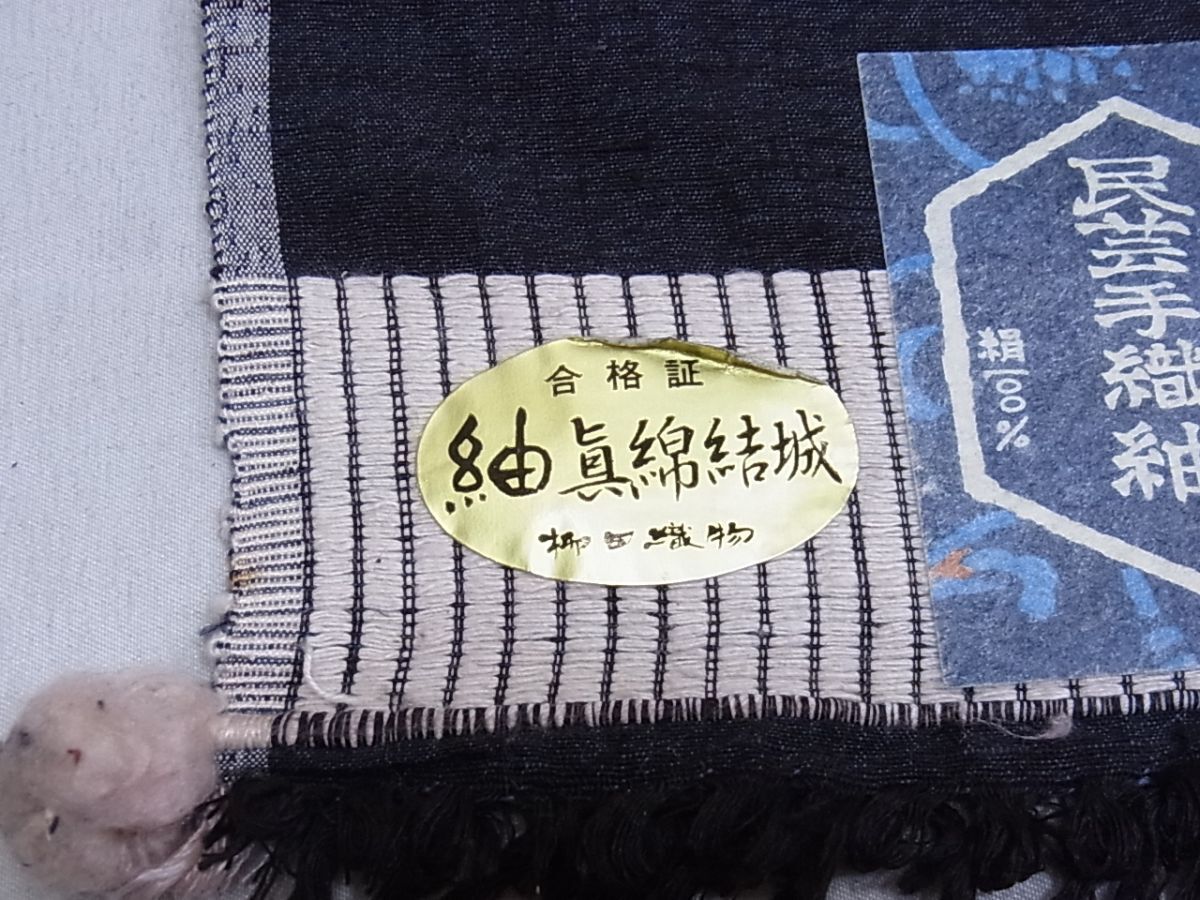 合格証
紬眞綿結城
柳田織物
民芸手織紬
絹100%